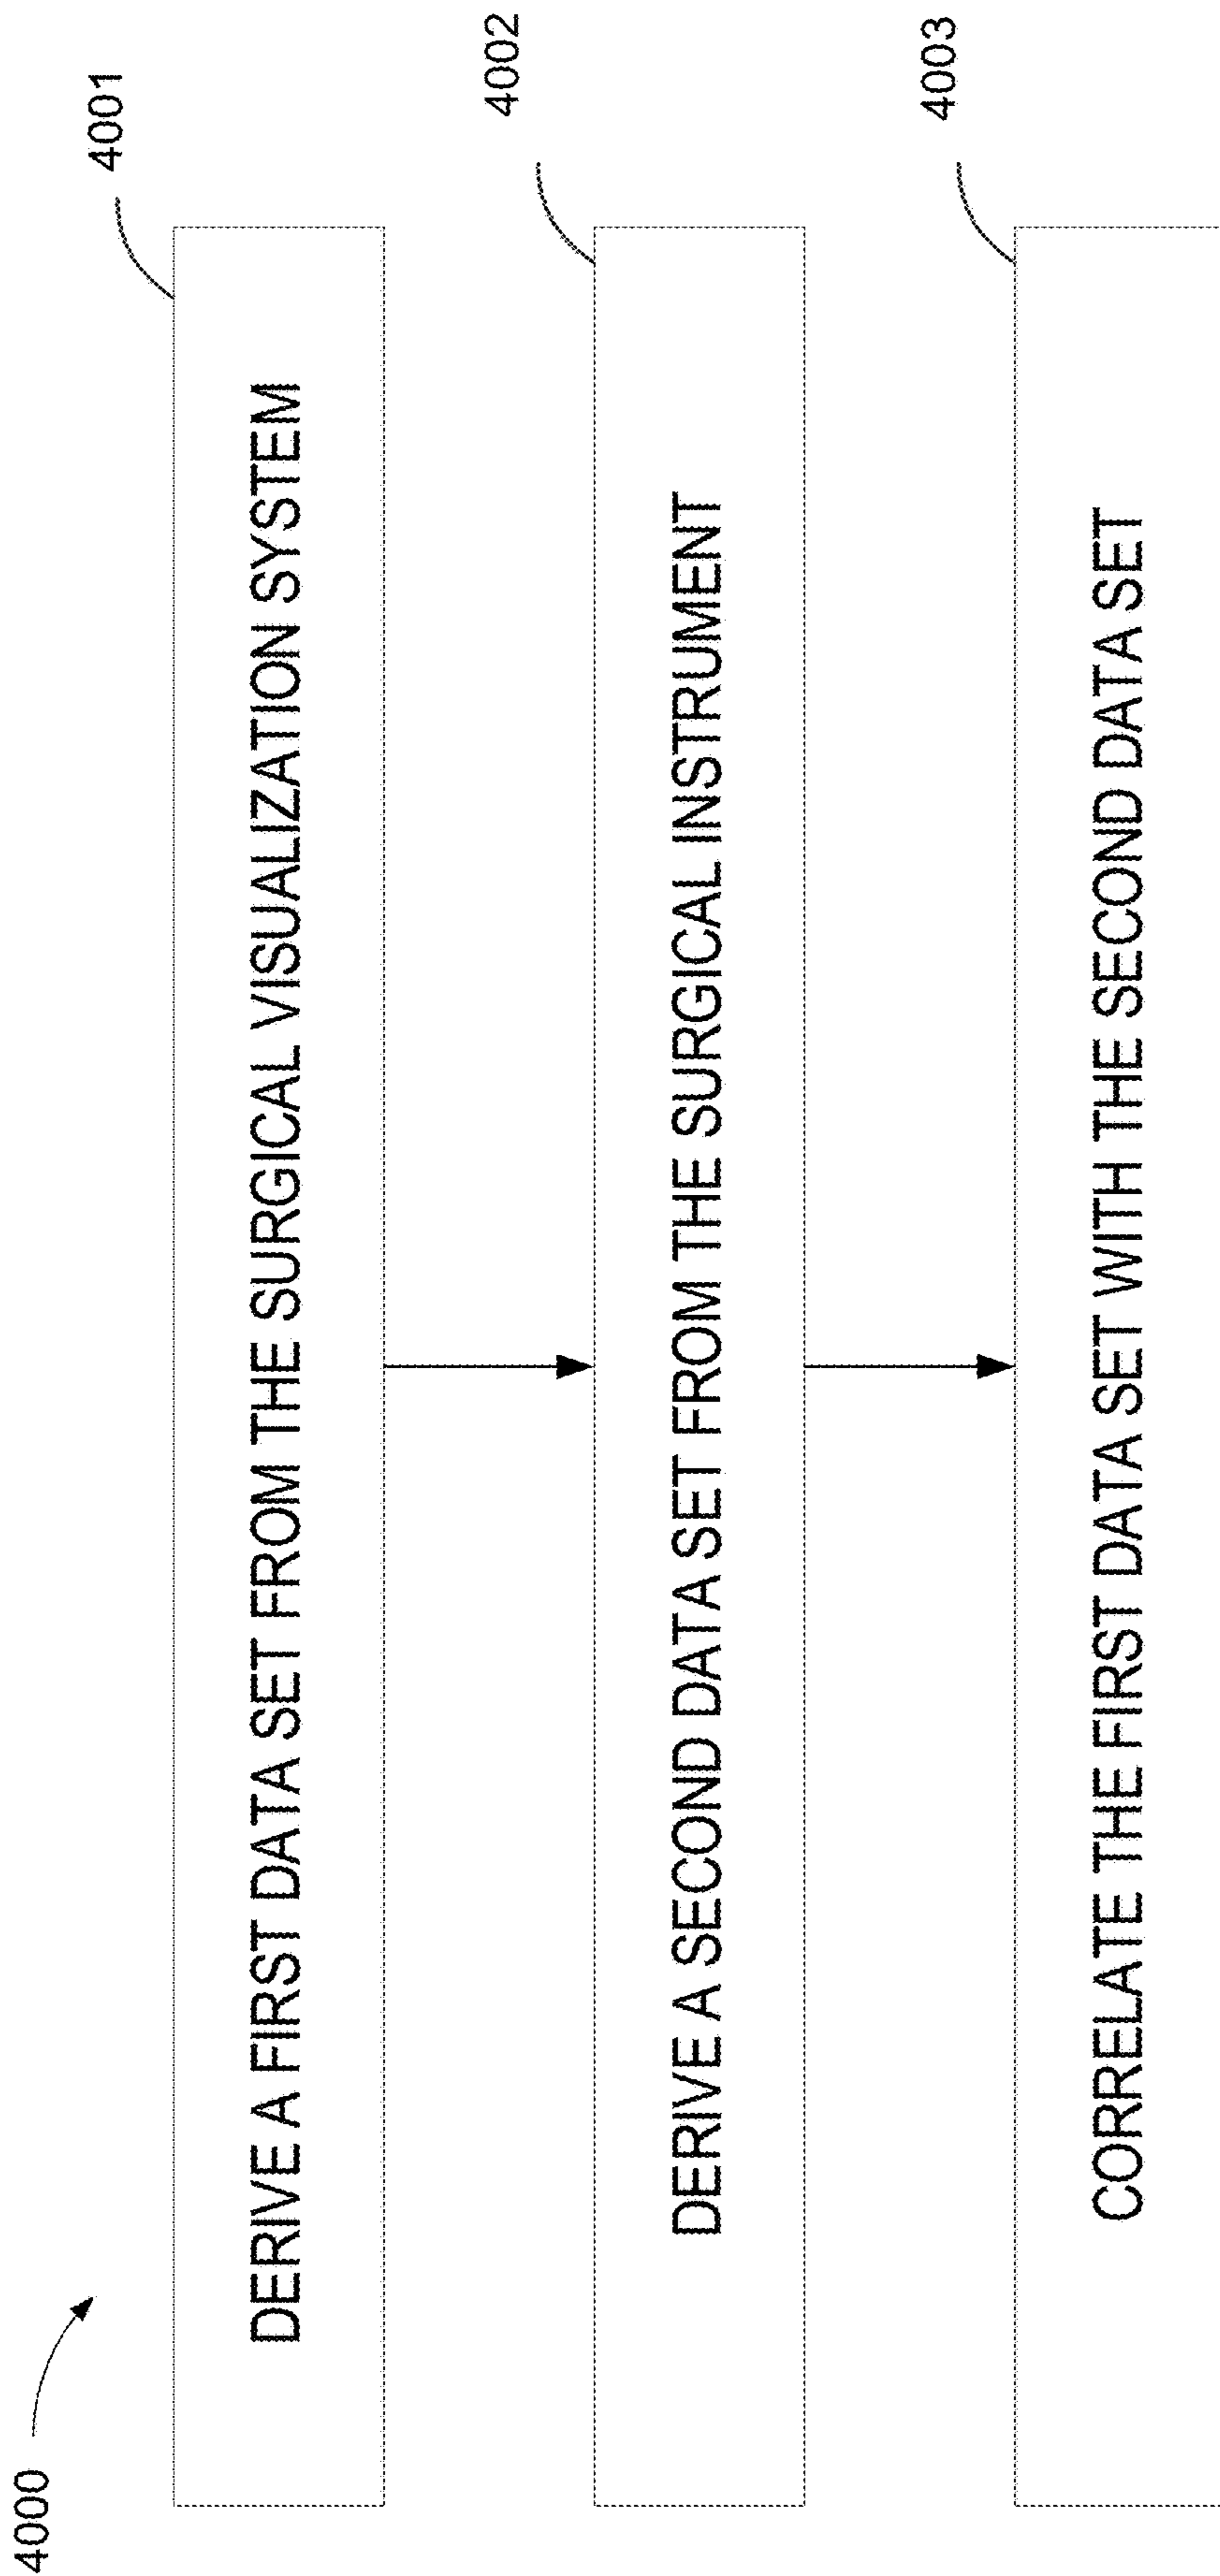 4000
4001
DERIVE A FIRST DATA SET FROM THE SURGICAL VISUALIZATION SYSTEM
4002
DERIVE A SECOND DATA SET FROM THE SURGICAL INSTRUMENT
4003
CORRELATE THE FIRST DATA SET WITH THE SECOND DATA SET